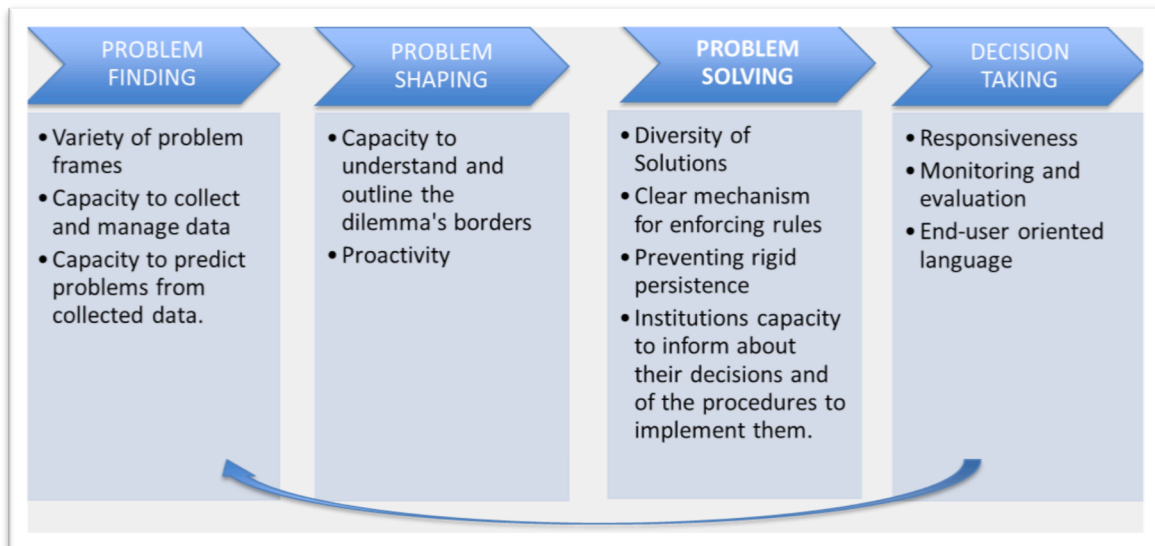 PROBLEM
FINDING
• Variety of problem
frames
• Capacity to collect
and manage data
• Capacity to predict
problems from
collected data.
PROBLEM
SHAPING
• Capacity to
understand and
outline the
dilemma's borders
• Proactivity
PROBLEM
SOLVING
• Diversity of
Solutions
• Clear mechanism
for enforcing rules
• Preventing rigid
persistence
• Institutions capacity
to inform about
their decisions and
of the procedures to
implement them.
DECISION
TAKING
• Responsiveness
• Monitoring and
evaluation
• End-user oriented
language